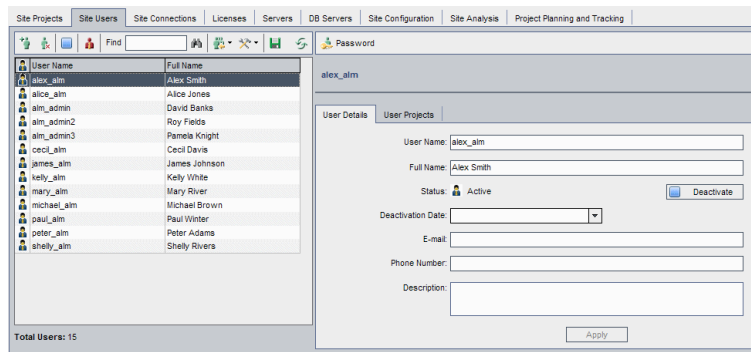 Site Projects Site Users Site Connections Licenses Servers DB Servers Site Configuration Site Analysis Project Planning and Tracking
Find Password
User Name Full Name
alex_alm Alex Smith
alice_alm Alice Jones
alm_admin David Banks
alm_admin2 Roy Fields
alm_admin3 Pamela Knight
cecil_alm Cecil Davis
james_alm James Johnson
kelly_alm Kelly White
mary_alm Mary River
michael_alm Michael Brown
paul_alm Paul Winter
peter_alm Peter Adams
shelly_alm Shelly Rivers
Total Users: 15
alex_alm
User Details User Projects
User Name: alex_alm
Full Name: Alex Smith
Status: Active Deactivate
Deactivation Date:
E-mail:
Phone Number:
Description:
Apply